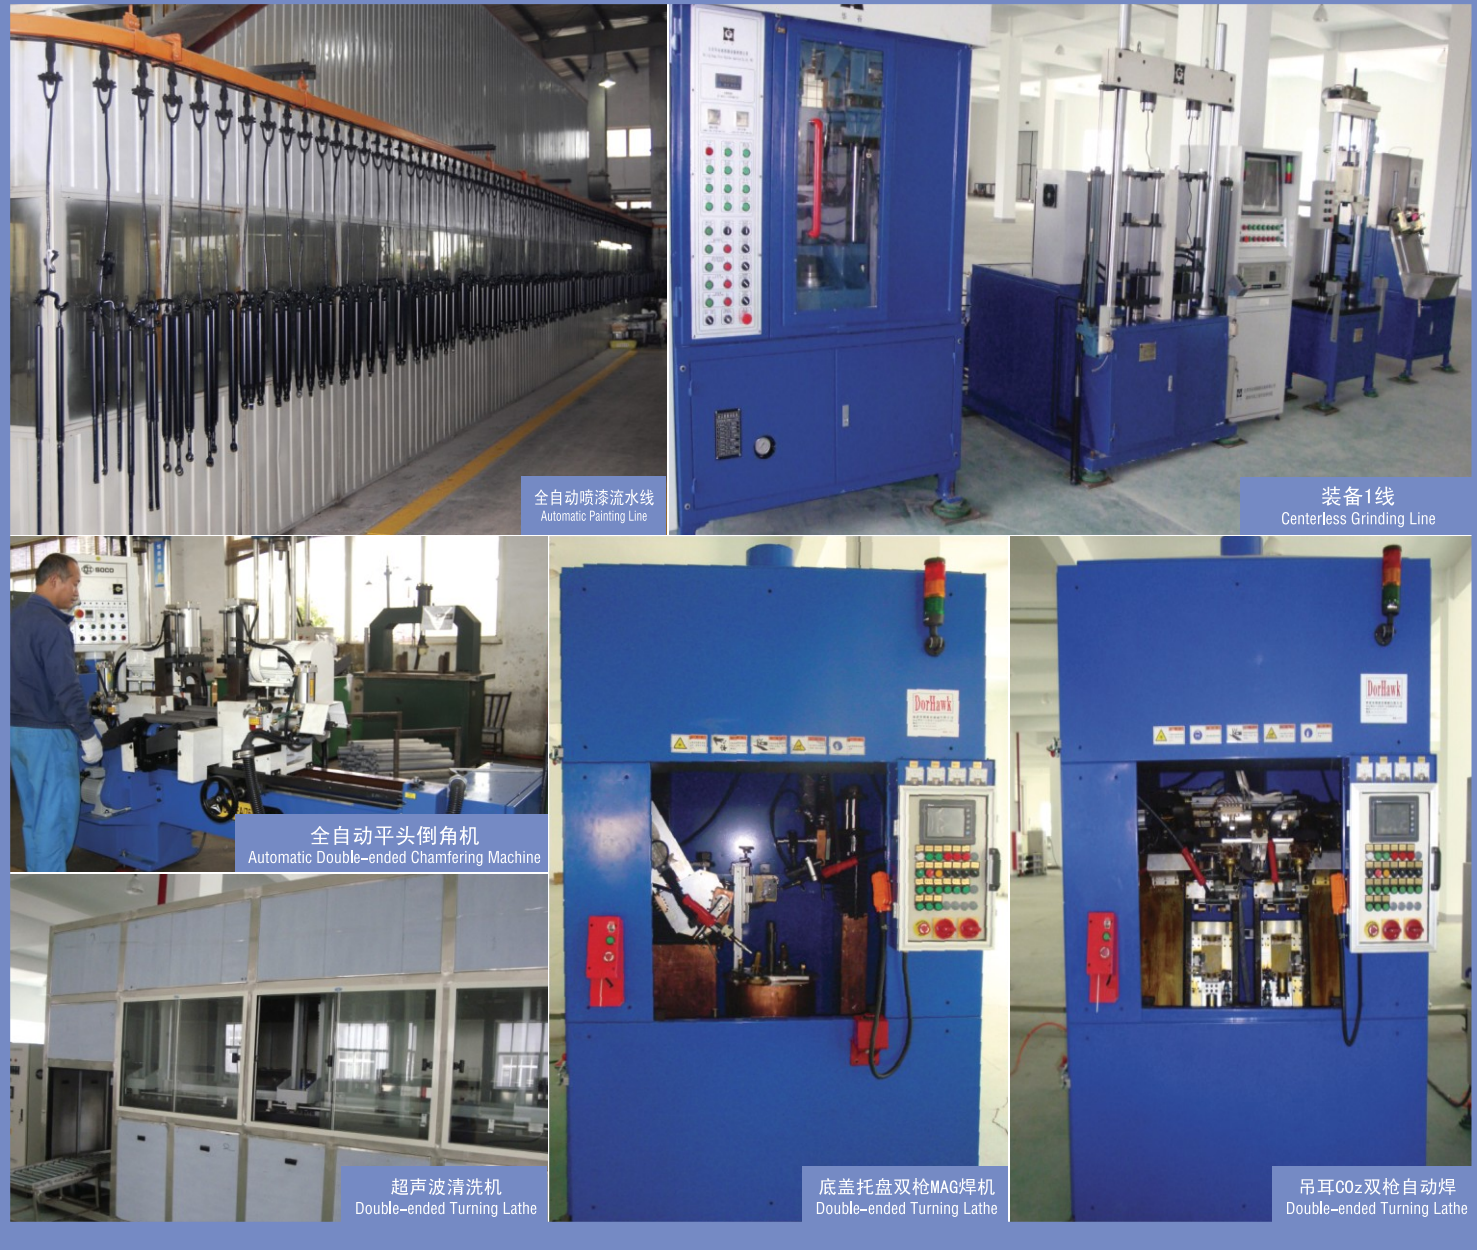 全自动喷漆流水线
Automatic Painting Line
装备1线
Centerless Grinding Line
SOCO
全自动平头倒角机
Automatic Double-ended Chamfering Machine
DorHawk
DorHawk
超声波清洗机
Double-ended Turning Lathe
底盖托盘双枪MAG焊机
Double-ended Turning Lathe
吊耳COz双枪自动焊
Double-ended Turning Lathe